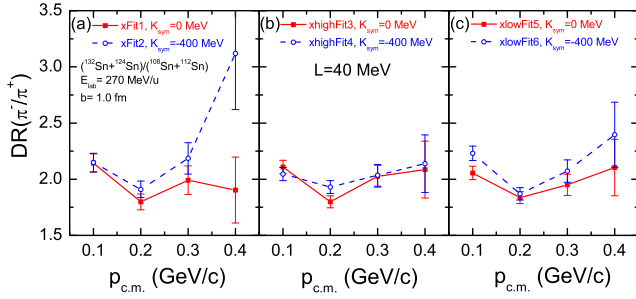 (a) xFit1, K_sym=0 MeV
xFit2, K_sym=-400 MeV
(¹³²Sn+¹²⁴Sn)/(¹⁰⁸Sn+¹¹²Sn)
E_lab= 270 MeV/u
b= 1.0 fm
(b) xhighFit3, K_sym=0 MeV
xhighFit4, K_sym=-400 MeV
L=40 MeV
(c) xlowFit5, K_sym=0 MeV
xlowFit6, K_sym=-400 MeV
DR(π⁻/π⁺)
3.5
3.0
2.5
2.0
1.5
0.1 0.2 0.3 0.4 0.1 0.2 0.3 0.4 0.1 0.2 0.3 0.4
p_c.m. (GeV/c) p_c.m. (GeV/c) p_c.m. (GeV/c)